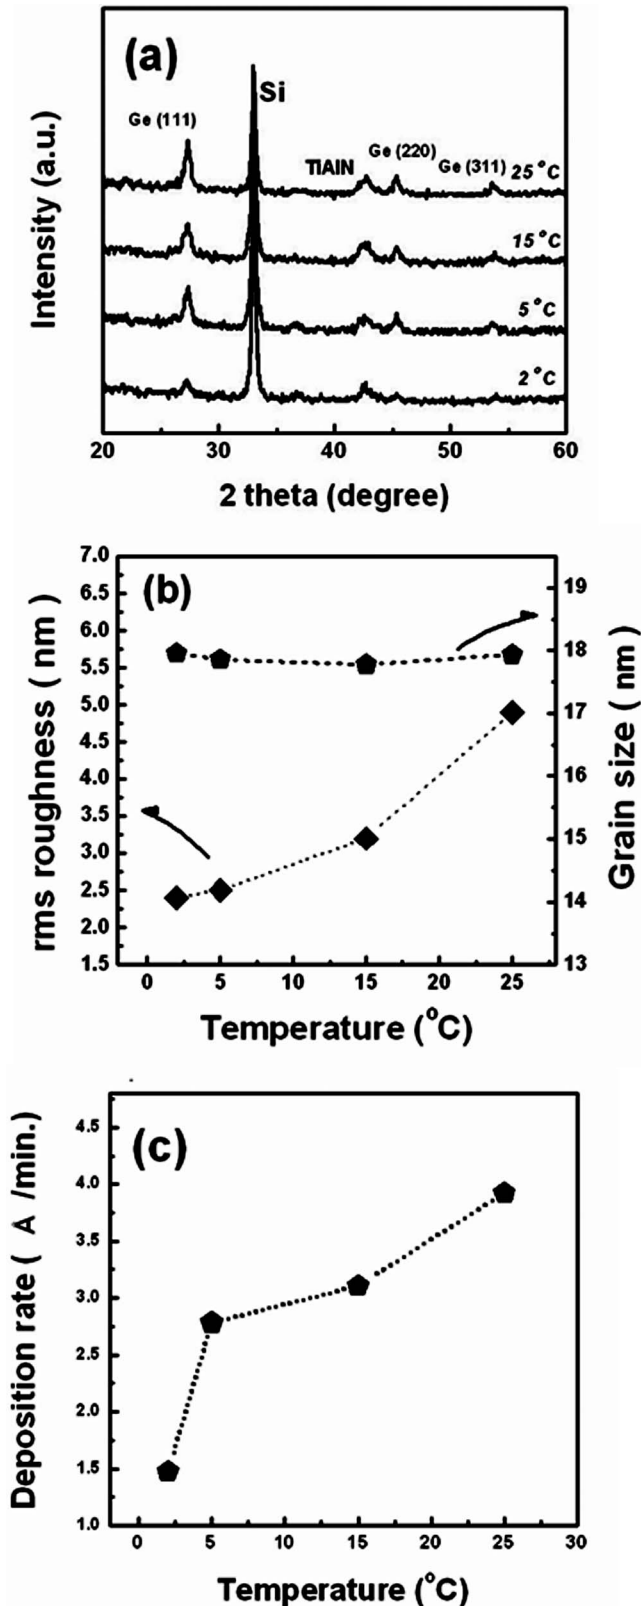 (a)
Si
Ge (111)
TiAlN
Ge (220)
Ge (311)
25 °C
15 °C
5 °C
2 °C
Intensity (a.u.)
20 30 40 50 60
2 theta (degree)
(b)
7.0
6.5
6.0
5.5
5.0
4.5
4.0
3.5
3.0
2.5
2.0
1.5
rms roughness ( nm )
19
18
17
16
15
14
13
Grain size ( nm )
0 5 10 15 20 25
Temperature (°C)
(c)
4.5
4.0
3.5
3.0
2.5
2.0
1.5
1.0
Deposition rate ( A /min.)
0 5 10 15 20 25 30
Temperature (°C)